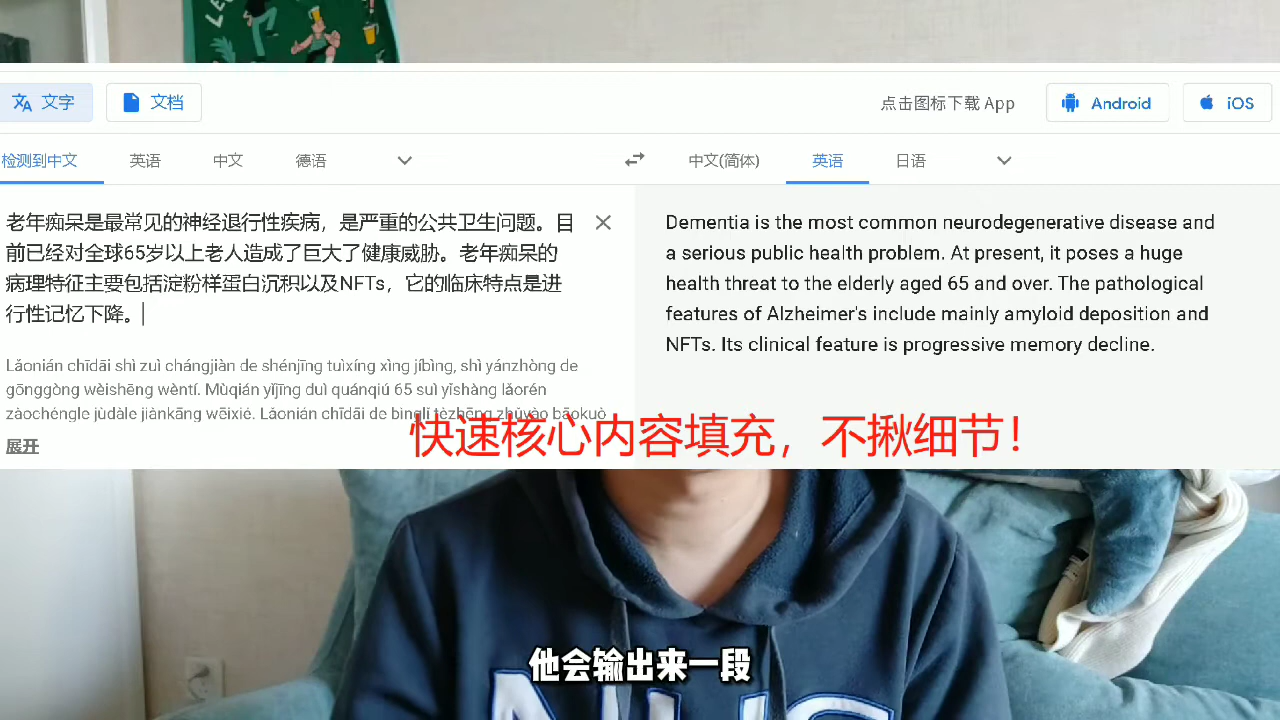 文字
文档
点击图标下载 App
Android
iOS
检测到中文
英语
中文
德语
中文(简体)
英语
日语
老年痴呆是最常见的神经退行性疾病，是严重的公共卫生问题。目
前已经对全球65岁以上老人造成了巨大了健康威胁。老年痴呆的
病理特征主要包括淀粉样蛋白沉积以及NFTs，它的临床特点是进
行性记忆下降。
Dementia is the most common neurodegenerative disease and
a serious public health problem. At present, it poses a huge
health threat to the elderly aged 65 and over. The pathological
features of Alzheimer's include mainly amyloid deposition and
NFTs. Its clinical feature is progressive memory decline.
Lǎonián chīdāi shì zuì chángjiàn de shénjīng tuìxíng xìng jíbìng, shì yánzhòng de
gōnggòng wèishēng wèntí. Mùqián yǐjīng duì quánqiú 65 suì yǐshàng lǎorén
zàochéngle jùdàle jiànkāng wēixié. Lǎonián chīdāi de bìnglǐ tèzhēng zhǔyào bāokuò
展开
快速核心内容填充，不揪细节！
他会输出来一段